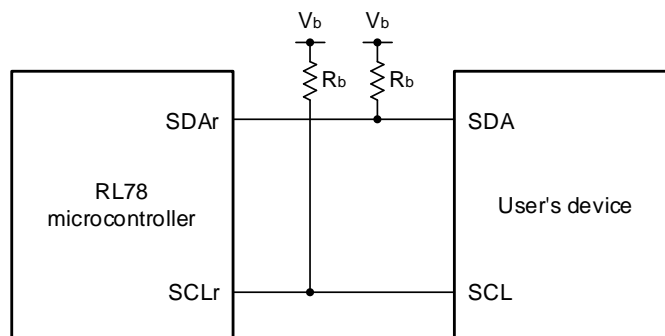 Vb Vb
Rb Rb
SDAr SDA
RL78
microcontroller
User's device
SCLr SCL